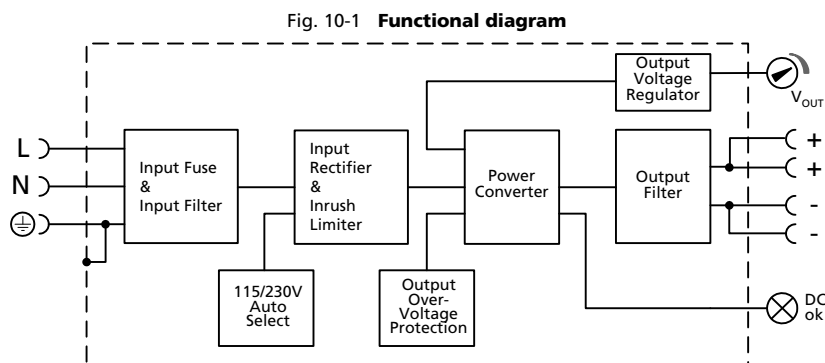 Fig. 10-1 Functional diagram
Output
Voltage
Regulator
VOUT
L
N
Input Fuse
&
Input Filter
Input
Rectifier
&
Inrush
Limiter
Power
Converter
Output
Filter
+
+
-
-
115/230V
Auto
Select
Output
Over-
Voltage
Protection
DC
ok